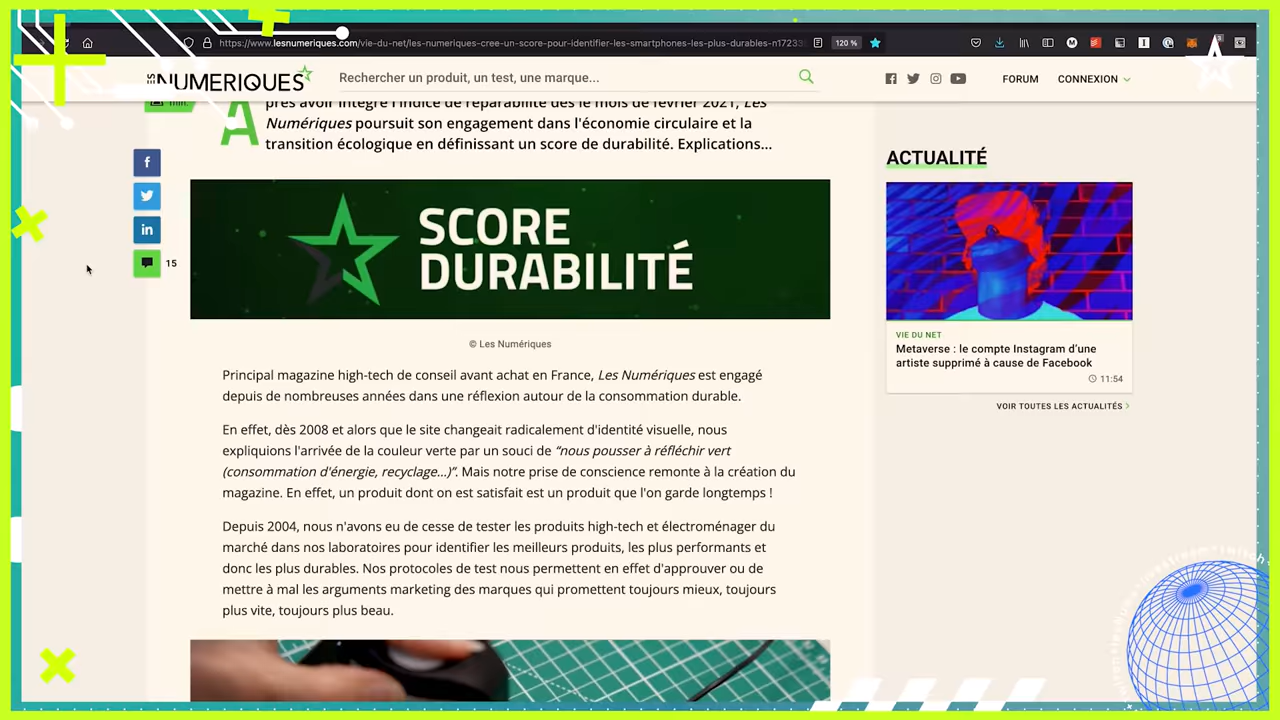 https://www.lesnumeriques.com/vie-du-net/les-numeriques-cree-un-score-pour-identifier-les-smartphones-les-plus-durables-n17233
120 %
LES NUMERIQUES
Rechercher un produit, un test, une marque...
FORUM
CONNEXION
min.
Après avoir intégré l'indice de réparabilité dès le mois de février 2021, Les
Numériques poursuit son engagement dans l'économie circulaire et la
transition écologique en définissant un score de durabilité. Explications...
f
in
15
SCORE
DURABILITÉ
© Les Numériques
Principal magazine high-tech de conseil avant achat en France, Les Numériques est engagé
depuis de nombreuses années dans une réflexion autour de la consommation durable.
En effet, dès 2008 et alors que le site changeait radicalement d'identité visuelle, nous
expliquions l'arrivée de la couleur verte par un souci de “nous pousser à réfléchir vert
(consommation d'énergie, recyclage...)”. Mais notre prise de conscience remonte à la création du
magazine. En effet, un produit dont on est satisfait est un produit que l'on garde longtemps !
Depuis 2004, nous n'avons eu de cesse de tester les produits high-tech et électroménager du
marché dans nos laboratoires pour identifier les meilleurs produits, les plus performants et
donc les plus durables. Nos protocoles de test nous permettent en effet d'approuver ou de
mettre à mal les arguments marketing des marques qui promettent toujours mieux, toujours
plus vite, toujours plus beau.
ACTUALITÉ
VIE DU NET
Metaverse : le compte Instagram d’une
artiste supprimé à cause de Facebook
11:54
VOIR TOUTES LES ACTUALITÉS